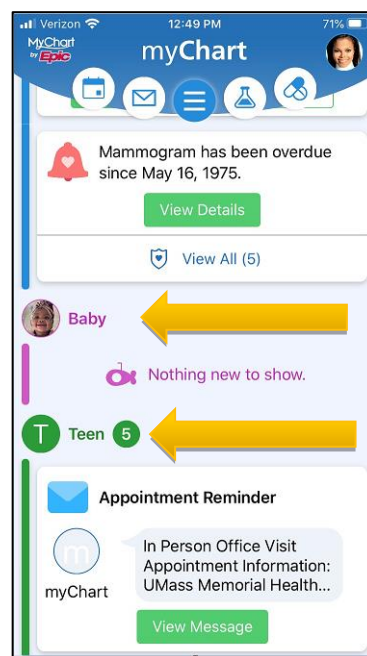 Verizon 12:49 PM 71%
MyChart
by Epic
myChart
Mammogram has been overdue
since May 16, 1975.
View Details
View All (5)
Baby
Nothing new to show.
T Teen 5
Appointment Reminder
m
In Person Office Visit
Appointment Information:
UMass Memorial Health...
myChart
View Message